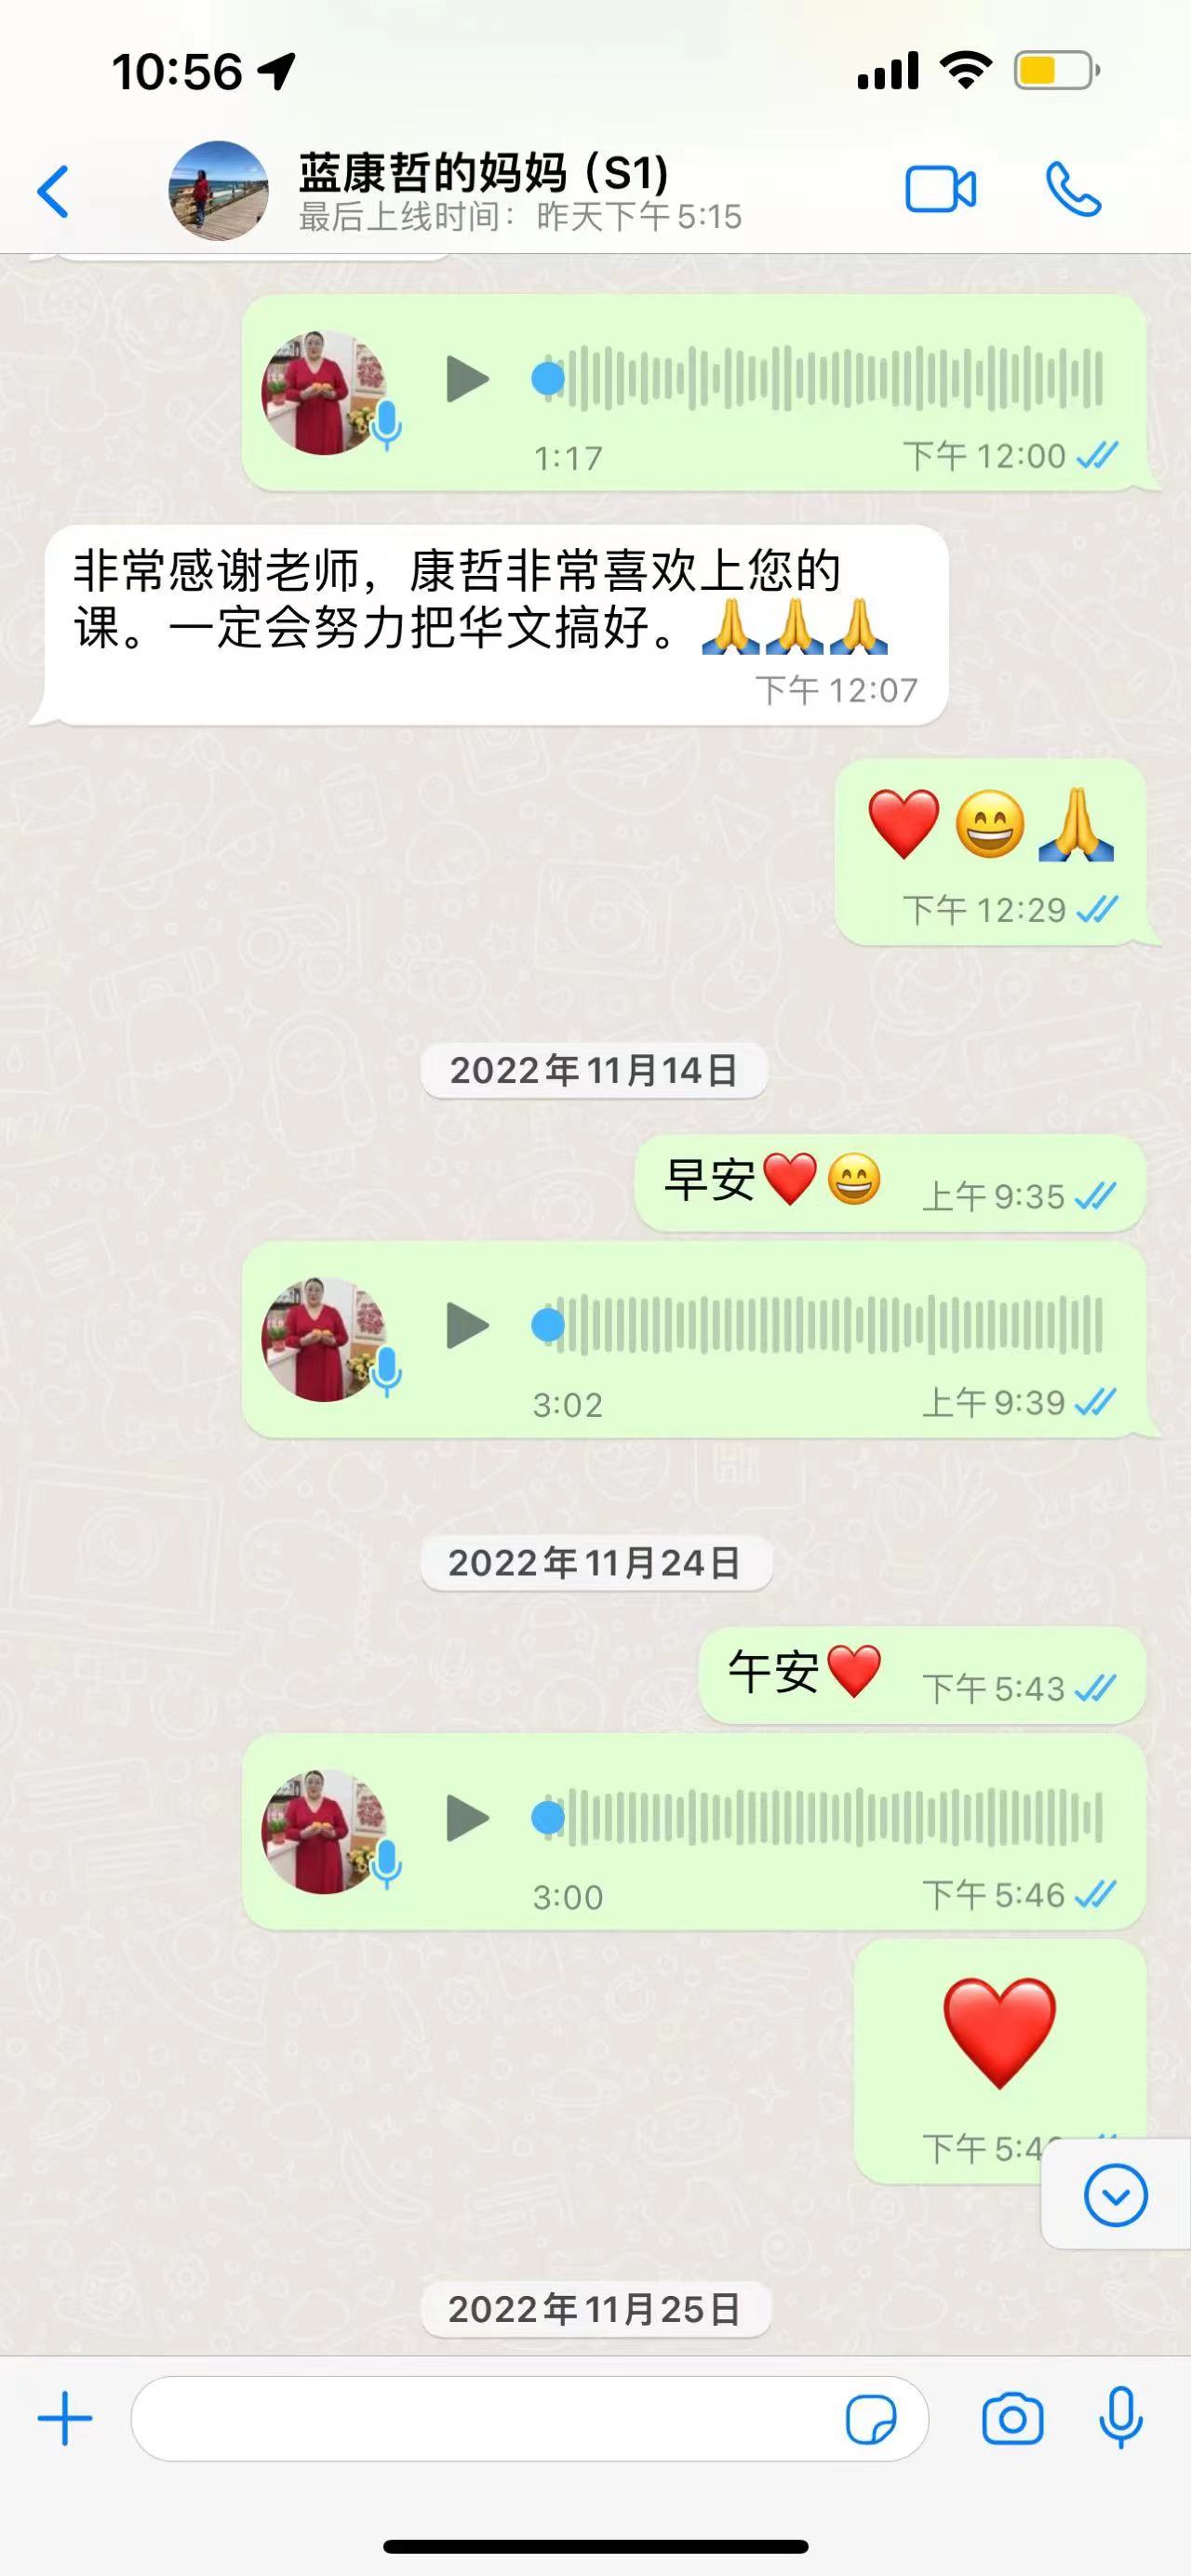 10:56
蓝康哲的妈妈 (S1)
最后上线时间：昨天下午5:15
1:17
下午 12:00
非常感谢老师，康哲非常喜欢上您的
课。一定会努力把华文搞好。🙏🙏🙏
下午 12:07
❤️😄🙏
下午 12:29
2022年11月14日
早安❤️😄 上午 9:35
3:02
上午 9:39
2022年11月24日
午安❤️ 下午 5:43
3:00
下午 5:46
❤️
下午 5:4
2022年11月25日